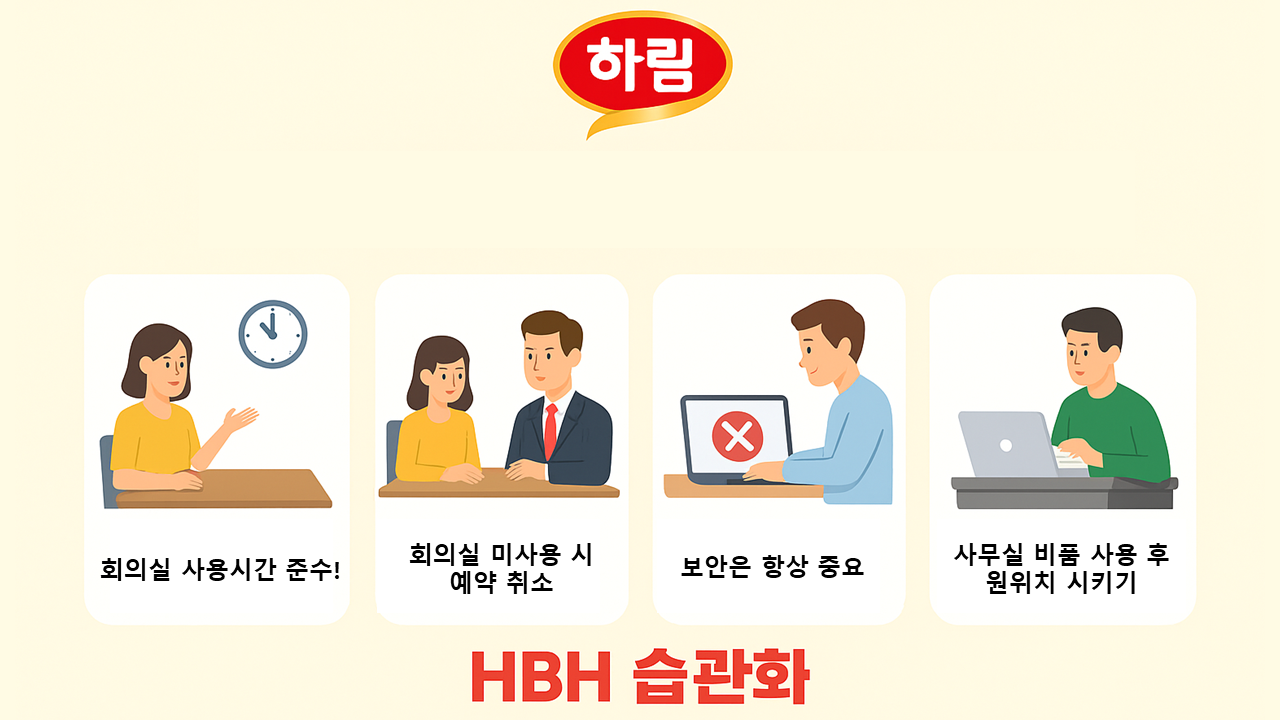 하림
회의실 사용시간 준수!
회의실 미사용 시
예약 취소
보안은 항상 중요
사무실 비품 사용 후
원위치 시키기
HBH 습관화